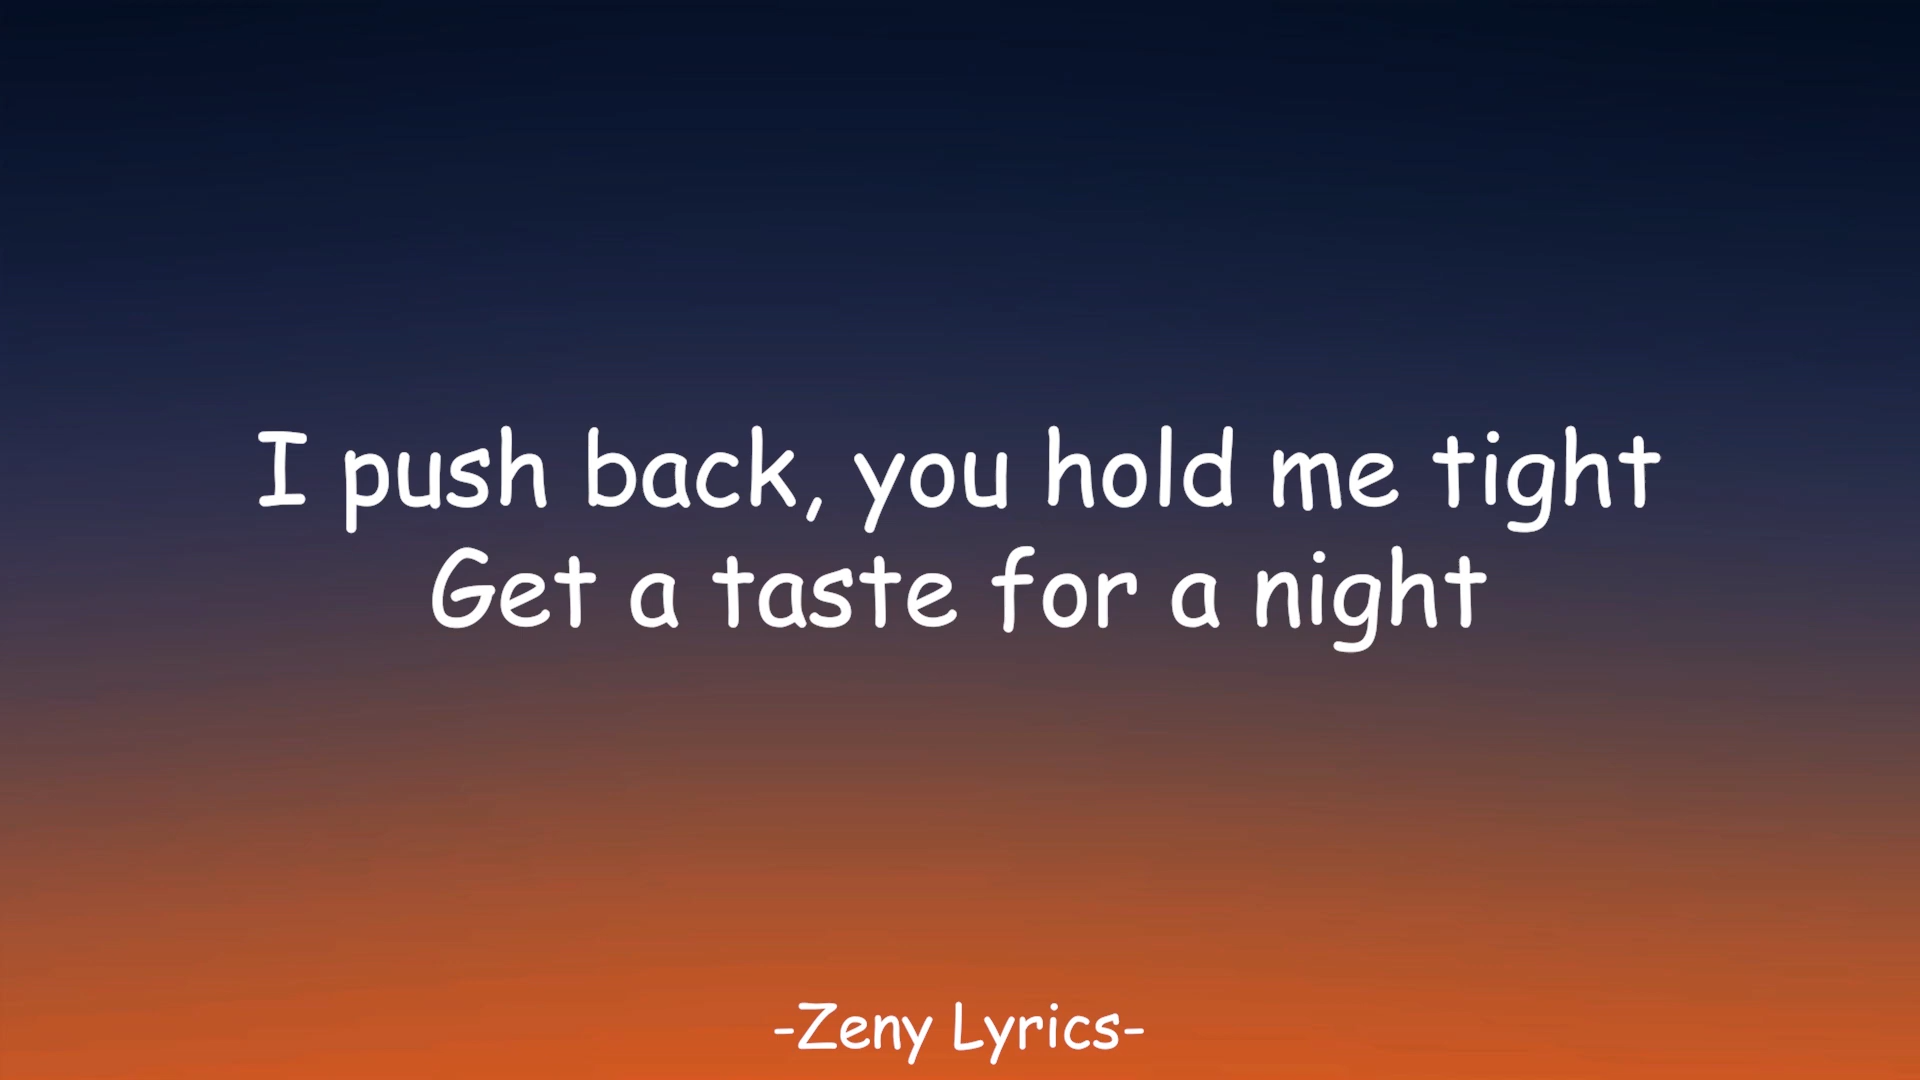 I push back, you hold me tight
Get a taste for a night
-Zeny Lyrics-